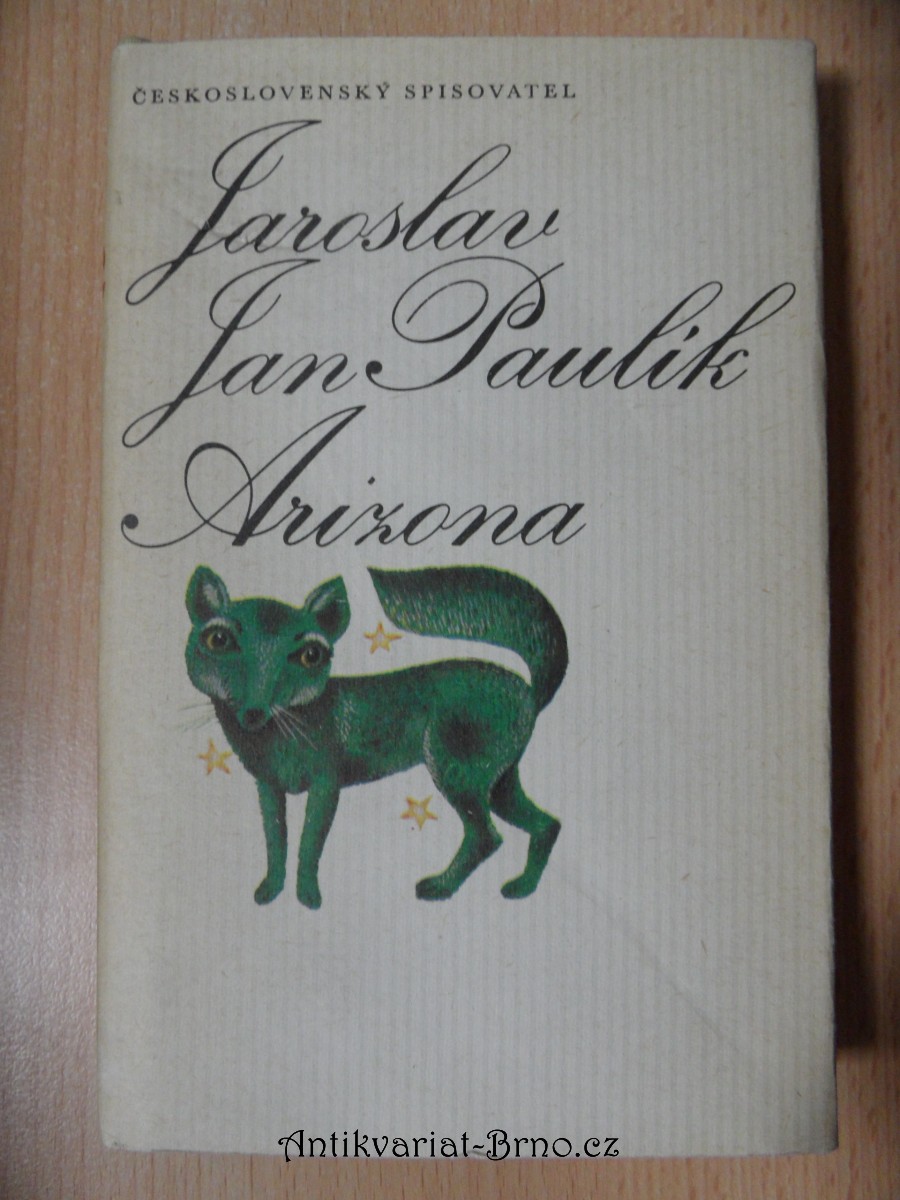 ČESKOSLOVENSKÝ SPISOVATEL
Jaroslav
Jan Paulík
Arizona
Antikvariat-Brno.cz